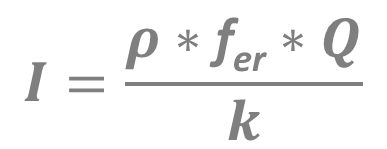 I = ρ * f_er * Q / k